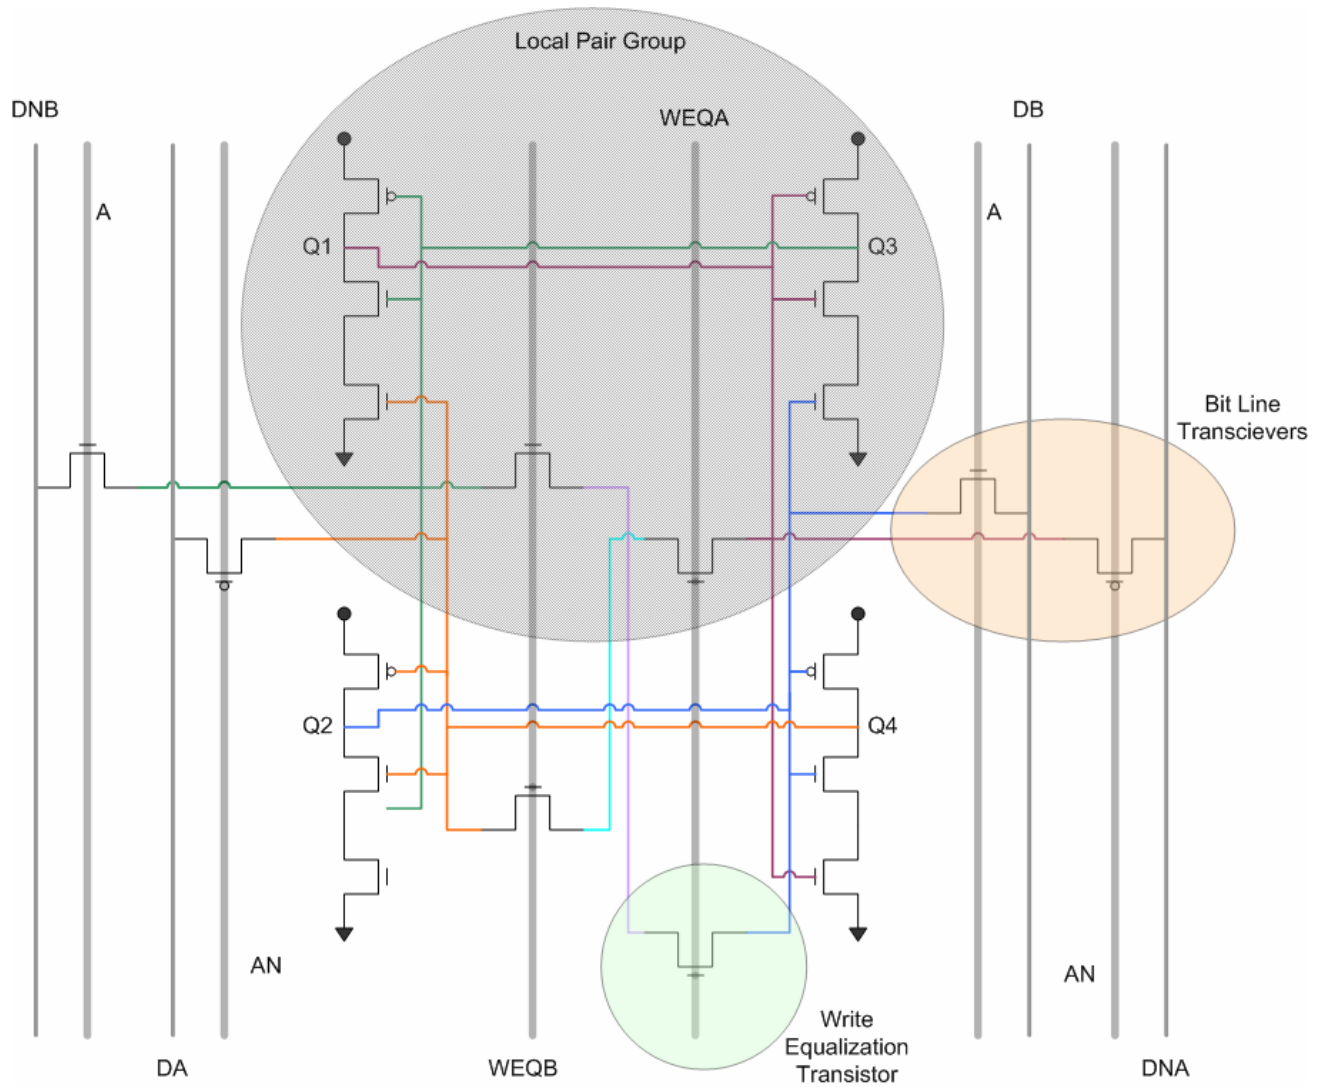 Local Pair Group
DNB
WEQA
DB
A
A
Q1
Q3
Bit Line
Transcievers
Q2
Q4
AN
AN
Write
Equalization
Transistor
DA
WEQB
DNA